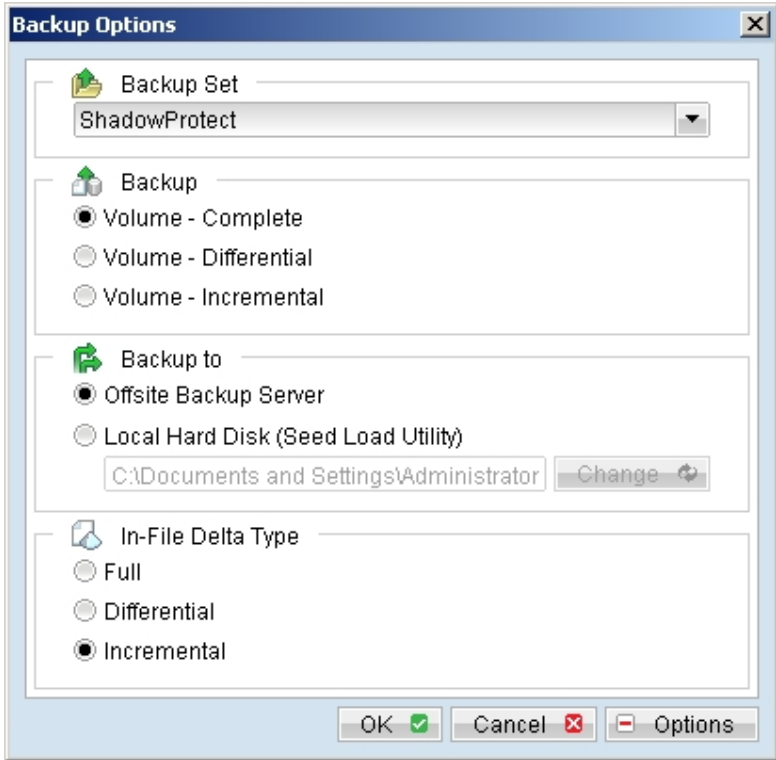 Backup Options
Backup Set
ShadowProtect
Backup
Volume - Complete
Volume - Differential
Volume - Incremental
Backup to
Offsite Backup Server
Local Hard Disk (Seed Load Utility)
C:\Documents and Settings\Administrator
Change
In-File Delta Type
Full
Differential
Incremental
OK
Cancel
Options